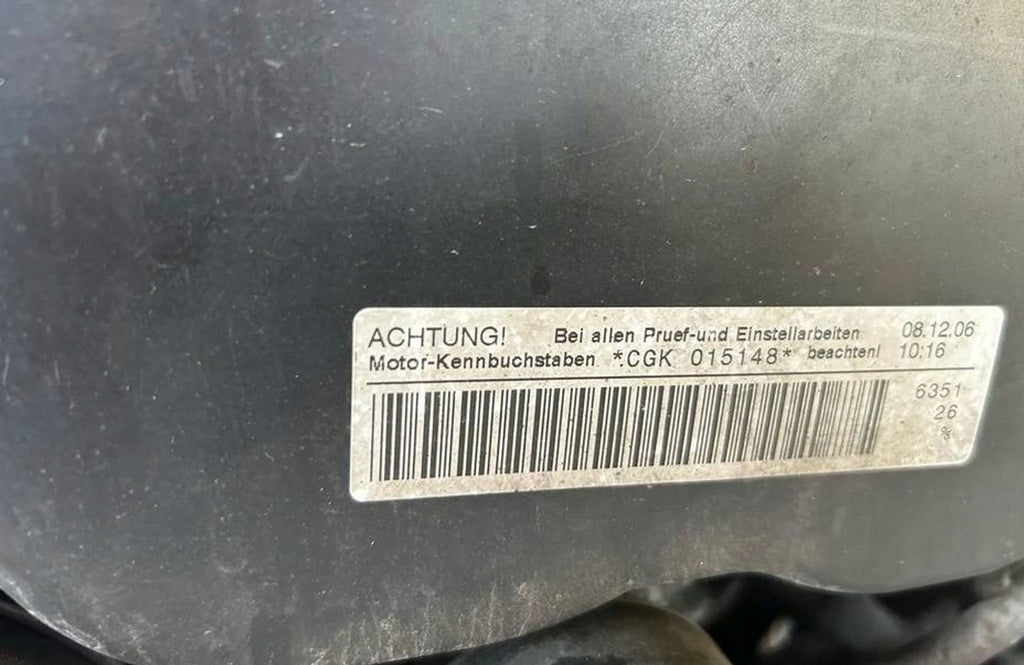 ACHTUNG! Bei allen Pruef-und Einstellarbeiten 08.12.06
Motor-Kennbuchstaben *.CGK 015148* beachten! 10:16
6351
26
%